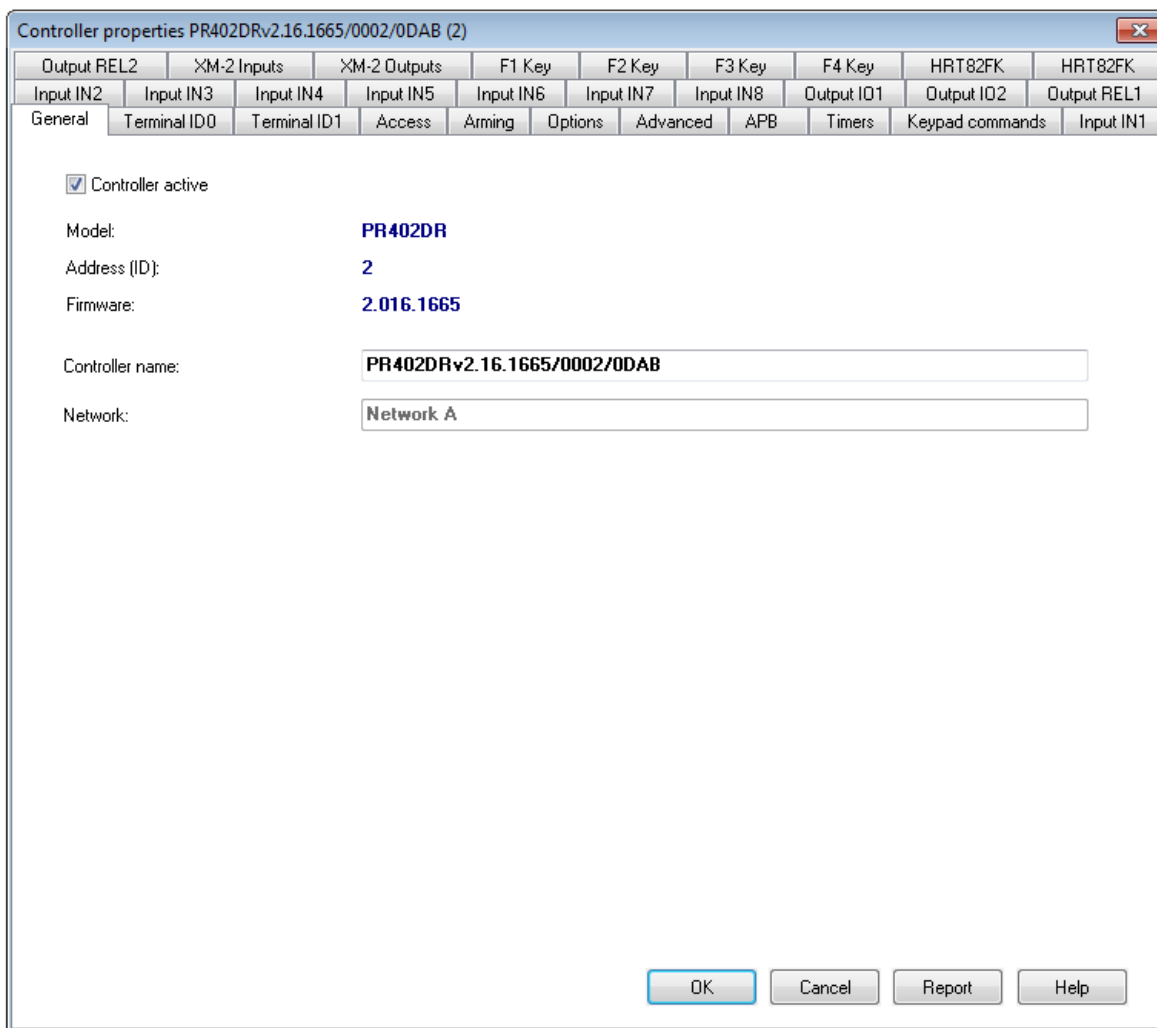 Controller properties PR402DRv2.16.1665/0002/0DAB (2)
Output REL2 XM-2 Inputs XM-2 Outputs F1 Key F2 Key F3 Key F4 Key HRT82FK HRT82FK
Input IN2 Input IN3 Input IN4 Input IN5 Input IN6 Input IN7 Input IN8 Output IO1 Output IO2 Output REL1
General Terminal ID0 Terminal ID1 Access Arming Options Advanced APB Timers Keypad commands Input IN1
Controller active
Model: PR402DR
Address (ID): 2
Firmware: 2.016.1665
Controller name: PR402DRv2.16.1665/0002/0DAB
Network: Network A
OK Cancel Report Help